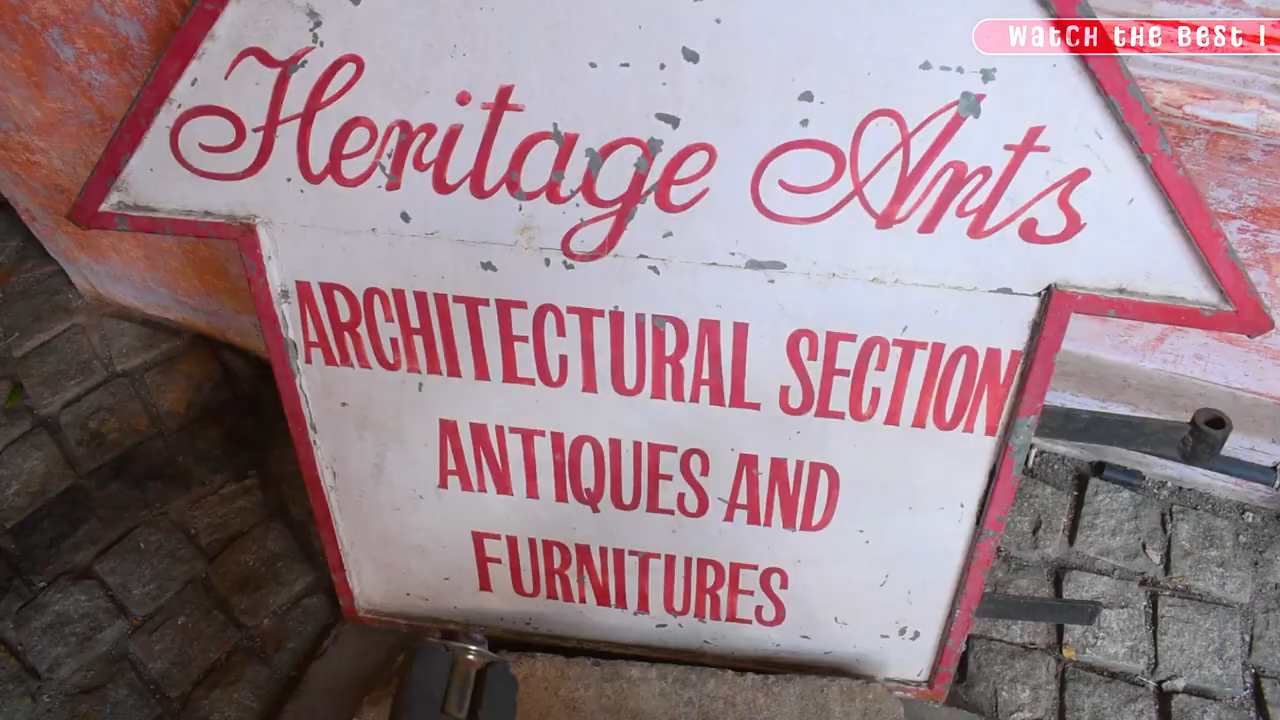 Watch the Best I
Heritage Arts
ARCHITECTURAL SECTION
ANTIQUES AND
FURNITURES